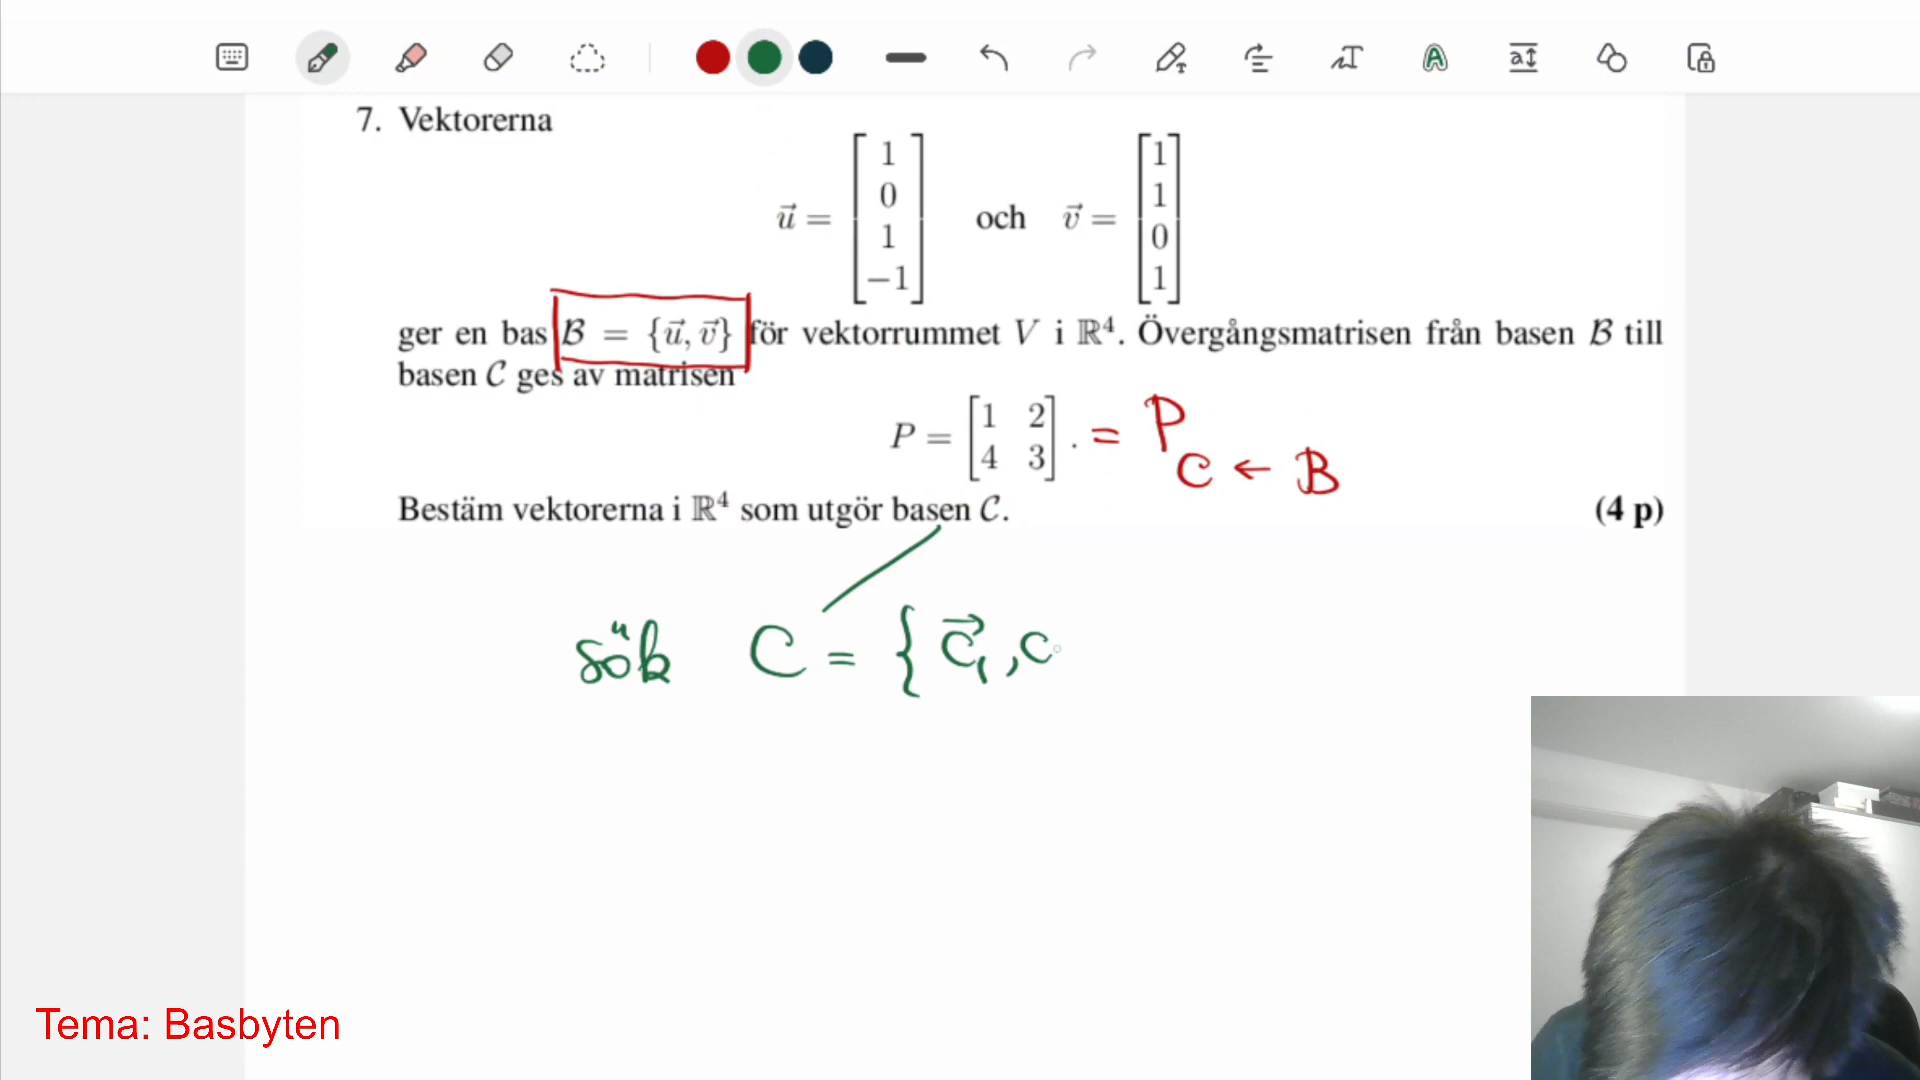 7. Vektorerna
u⃗ = [1 0 1 −1] och v⃗ = [1 1 0 1]
ger en bas ℬ = {u⃗, v⃗} för vektorrummet V i ℝ⁴. Övergångsmatrisen från basen ℬ till
basen 𝒞 ges av matrisen
P = [1 2; 4 3] . = P C ← B
Bestäm vektorerna i ℝ⁴ som utgör basen 𝒞. (4 p)
sök C = { c⃗₁ , c
Tema: Basbyten